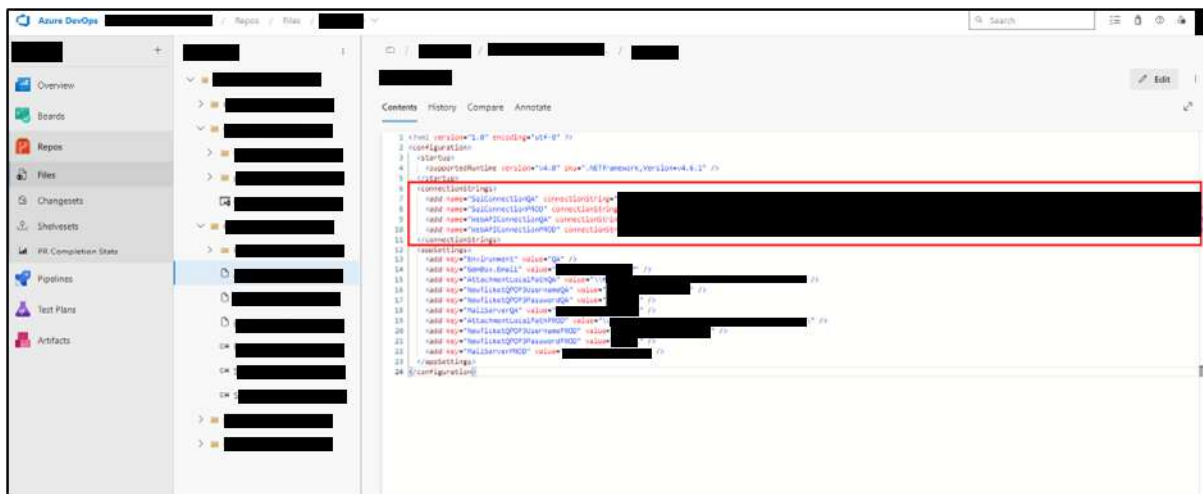 Azure DevOps / Repos / Files /
Search
Overview
Boards
Repos
Files
Changesets
Shelvesets
PR Completion Stats
Pipelines
Test Plans
Artifacts
Edit
Contents History Compare Annotate
1 <?xml version="1.0" encoding="utf-8" ?>
2 <configuration>
3 <startup>
4 <supportedRuntime version="v4.0" sku=".NETFramework,Version=v4.6.1" />
5 </startup>
6 <connectionStrings>
7 <add name="SqlConnectionQA" connectionString="
8 <add name="SqlConnectionPROD" connectionString
9 <add name="WebAPIConnectionQA" connectionStrin
10 <add name="WebAPIConnectionPROD" connectionStr
11 </connectionStrings>
12 <appSettings>
13 <add key="Environment" value="QA" />
14 <add key="SendDev.Email" value=" " />
15 <add key="AttachmentLocalPathQA" value="\\ />
16 <add key="NewTicketQPOP3UsernameQA" value=" " />
17 <add key="NewTicketQPOP3PasswordQA" value=" " />
18 <add key="MailServerQA" value=" " />
19 <add key="AttachmentLocalPathPROD" value="\\ " />
20 <add key="NewTicketQPOP3UsernamePROD" value= " />
21 <add key="NewTicketQPOP3PasswordPROD" value= " />
22 <add key="MailServerPROD" value= />
23 </appSettings>
24 </configuration>